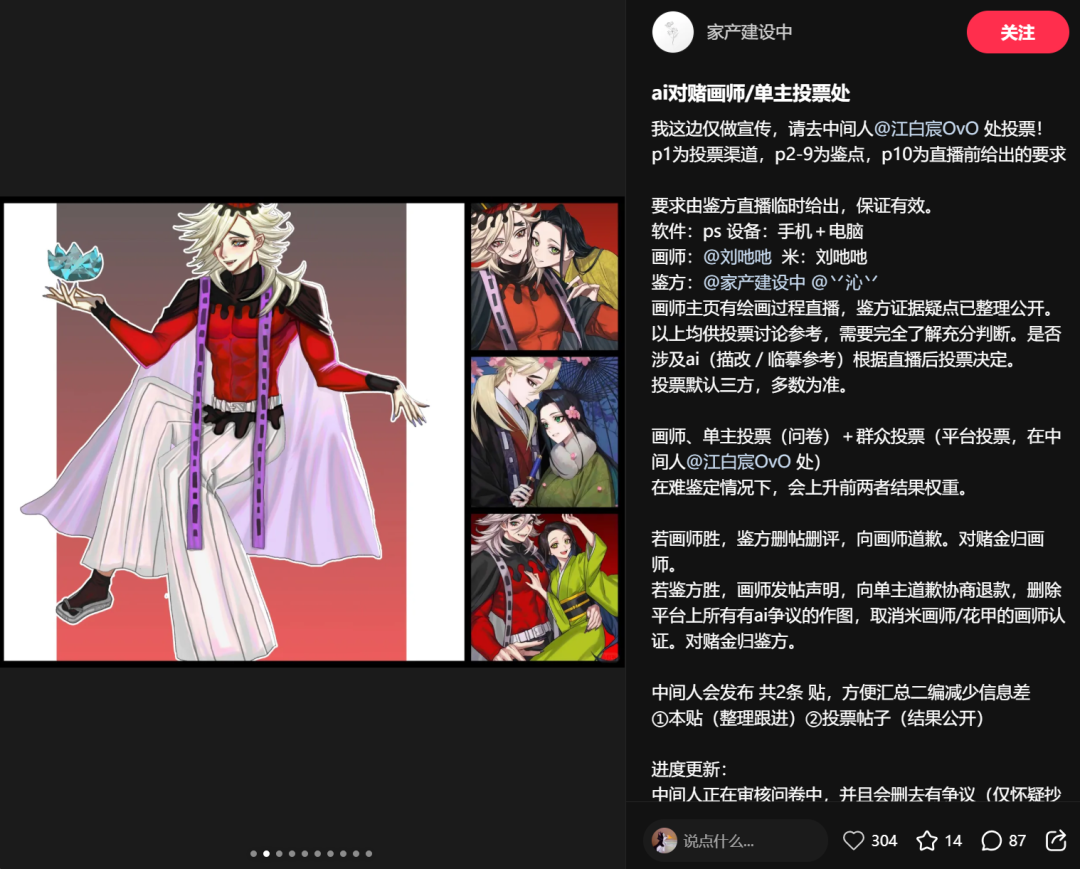 家产建设中
关注
ai对赌画师/单主投票处
我这边仅做宣传，请去中间人@江白宸OvO 处投票！
p1为投票渠道，p2-9为鉴点，p10为直播前给出的要求
要求由鉴方直播临时给出，保证有效。
软件：ps 设备：手机＋电脑
画师：@刘吔吔 米：刘吔吔
鉴方：@家产建设中 @丷沁丷
画师主页有绘画过程直播，鉴方证据疑点已整理公开。
以上均供投票讨论参考，需要完全了解充分判断。是否
涉及ai（描改 / 临摹参考）根据直播后投票决定。
投票默认三方，多数为准。
画师、单主投票（问卷）＋群众投票（平台投票，在中
间人@江白宸OvO 处）
在难鉴定情况下，会上升前两者结果权重。
若画师胜，鉴方删帖删评，向画师道歉。对赌金归画
师。
若鉴方胜，画师发帖声明，向单主道歉协商退款，删除
平台上所有有ai争议的作图，取消米画师/花甲的画师认
证。对赌金归鉴方。
中间人会发布 共2条 贴，方便汇总二编减少信息差
①本贴（整理跟进）②投票帖子（结果公开）
进度更新：
中间人正在审核问卷中，并且会删去有争议（仅怀疑抄
说点什么...
304
14
87